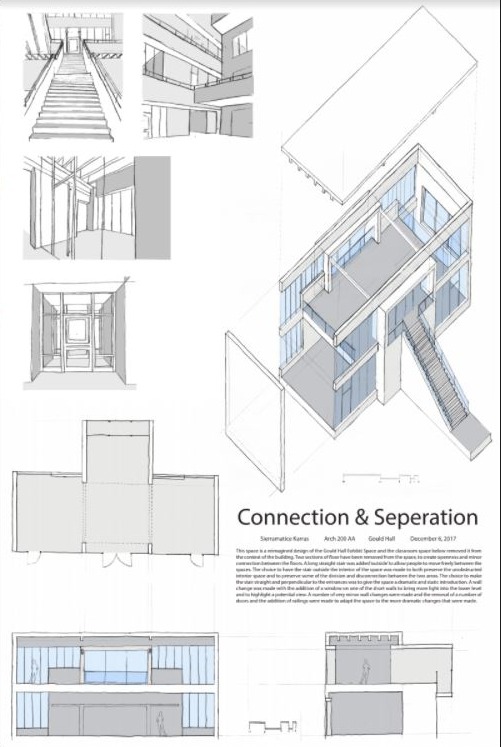 Connection & Seperation
Sierramatice Karras Arch 200 AA Gould Hall December 6, 2017
This space is a reimagined design of the Gould Hall Exhibit Space and the classroom space below removed it from
the context of the building. Two sections of floor have been removed from the space, to create openness and minor
connection between the floors. A long straight stair was added outside to allow people to move freely between the
spaces. The choice to have the stair outside the interior of the space was made to both preserve the unobstructed
interior space and to preserve some of the division and disconnection between the two areas. The choice to make
the stair straight and perpendicular to the entrances was to give the space a dramatic and static introduction. A wall
change was made with the addition of a window on one of the short walls to bring more light into the lower level
and to highlight a potential view. A number of very minor wall changes were made and the removal of a number of
doors and the addition of railings were made to adapt the space to the more dramatic changes that were made.